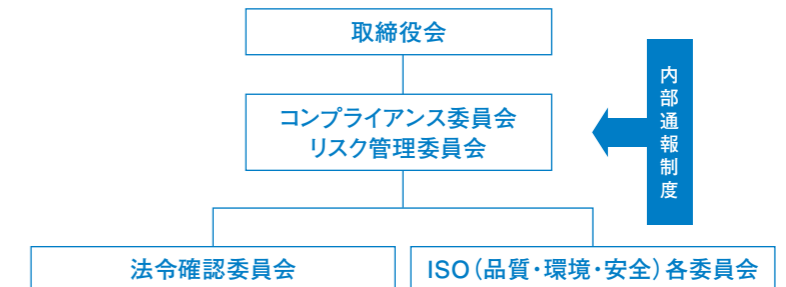 取締役会
コンプライアンス委員会
リスク管理委員会
内部通報制度
法令確認委員会
ISO（品質・環境・安全）各委員会